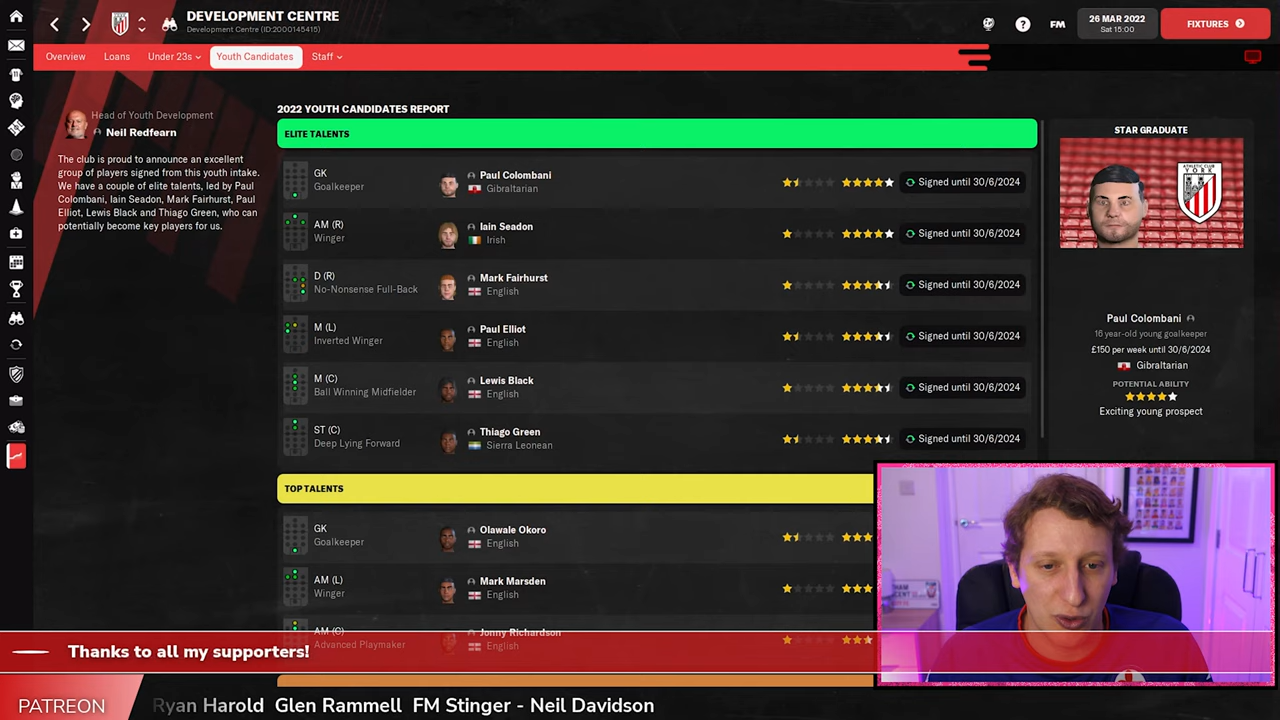 DEVELOPMENT CENTRE
Development Centre (ID:2000145415)
FM
26 MAR 2022
Sat 15:00
FIXTURES
Overview
Loans
Under 23s
Youth Candidates
Staff
Head of Youth Development
Neil Redfearn
The club is proud to announce an excellent
group of players signed from this youth intake.
We have a couple of elite talents, led by Paul
Colombani, Iain Seadon, Mark Fairhurst, Paul
Elliot, Lewis Black and Thiago Green, who can
potentially become key players for us.
2022 YOUTH CANDIDATES REPORT
ELITE TALENTS
GK
Goalkeeper
Paul Colombani
Gibraltarian
Signed until 30/6/2024
AM (R)
Winger
Iain Seadon
Irish
Signed until 30/6/2024
D (R)
No-Nonsense Full-Back
Mark Fairhurst
English
Signed until 30/6/2024
M (L)
Inverted Winger
Paul Elliot
English
Signed until 30/6/2024
M (C)
Ball Winning Midfielder
Lewis Black
English
Signed until 30/6/2024
ST (C)
Deep Lying Forward
Thiago Green
Sierra Leonean
Signed until 30/6/2024
TOP TALENTS
GK
Goalkeeper
Olawale Okoro
English
AM (L)
Winger
Mark Marsden
English
AM (C)
Advanced Playmaker
Jonny Richardson
English
STAR GRADUATE
ATHLETIC CLUB
YORK
Paul Colombani
16 year-old young goalkeeper
£150 per week until 30/6/2024
Gibraltarian
POTENTIAL ABILITY
Exciting young prospect
Thanks to all my supporters!
PATREON
Ryan Harold Glen Rammell FM Stinger - Neil Davidson